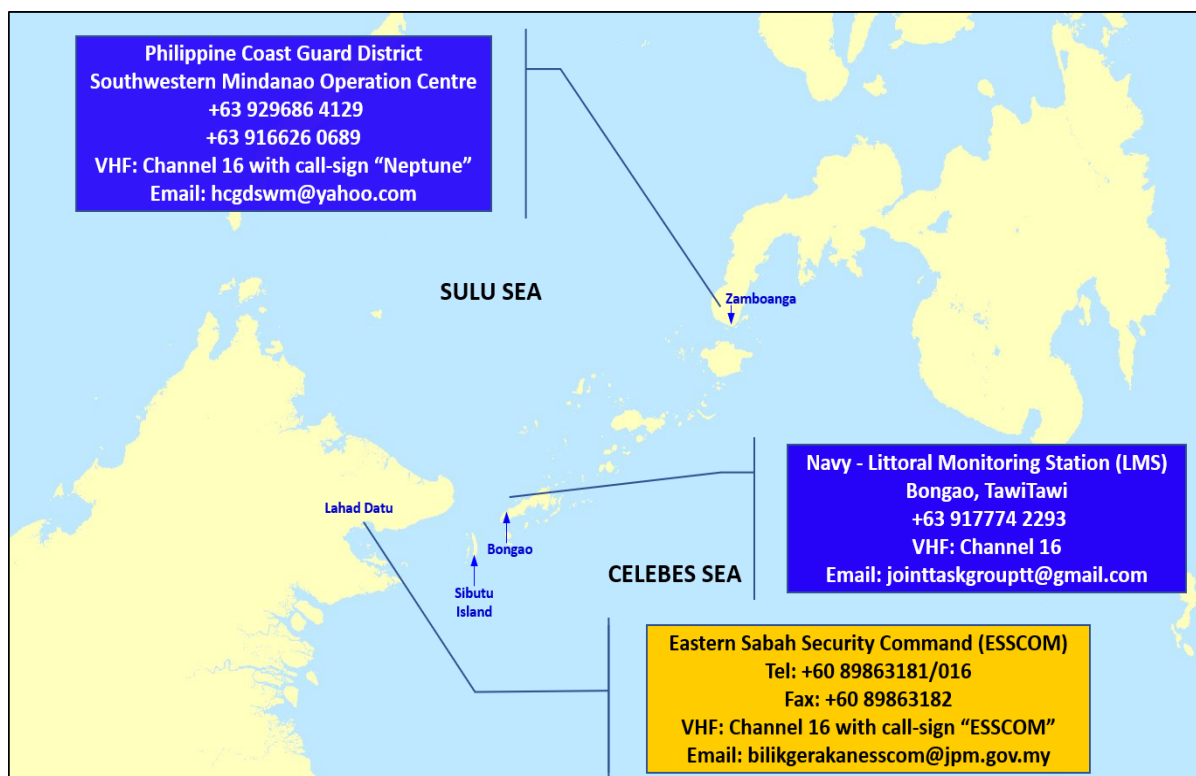 Philippine Coast Guard District
Southwestern Mindanao Operation Centre
+63 929686 4129
+63 916626 0689
VHF: Channel 16 with call-sign “Neptune”
Email: hcgdswm@yahoo.com
SULU SEA
Zamboanga
Navy - Littoral Monitoring Station (LMS)
Bongao, TawiTawi
+63 917774 2293
VHF: Channel 16
Email: jointtaskgrouptt@gmail.com
Lahad Datu
Bongao
Sibutu
Island
CELEBES SEA
Eastern Sabah Security Command (ESSCOM)
Tel: +60 89863181/016
Fax: +60 89863182
VHF: Channel 16 with call-sign “ESSCOM”
Email: bilikgerakanesscom@jpm.gov.my